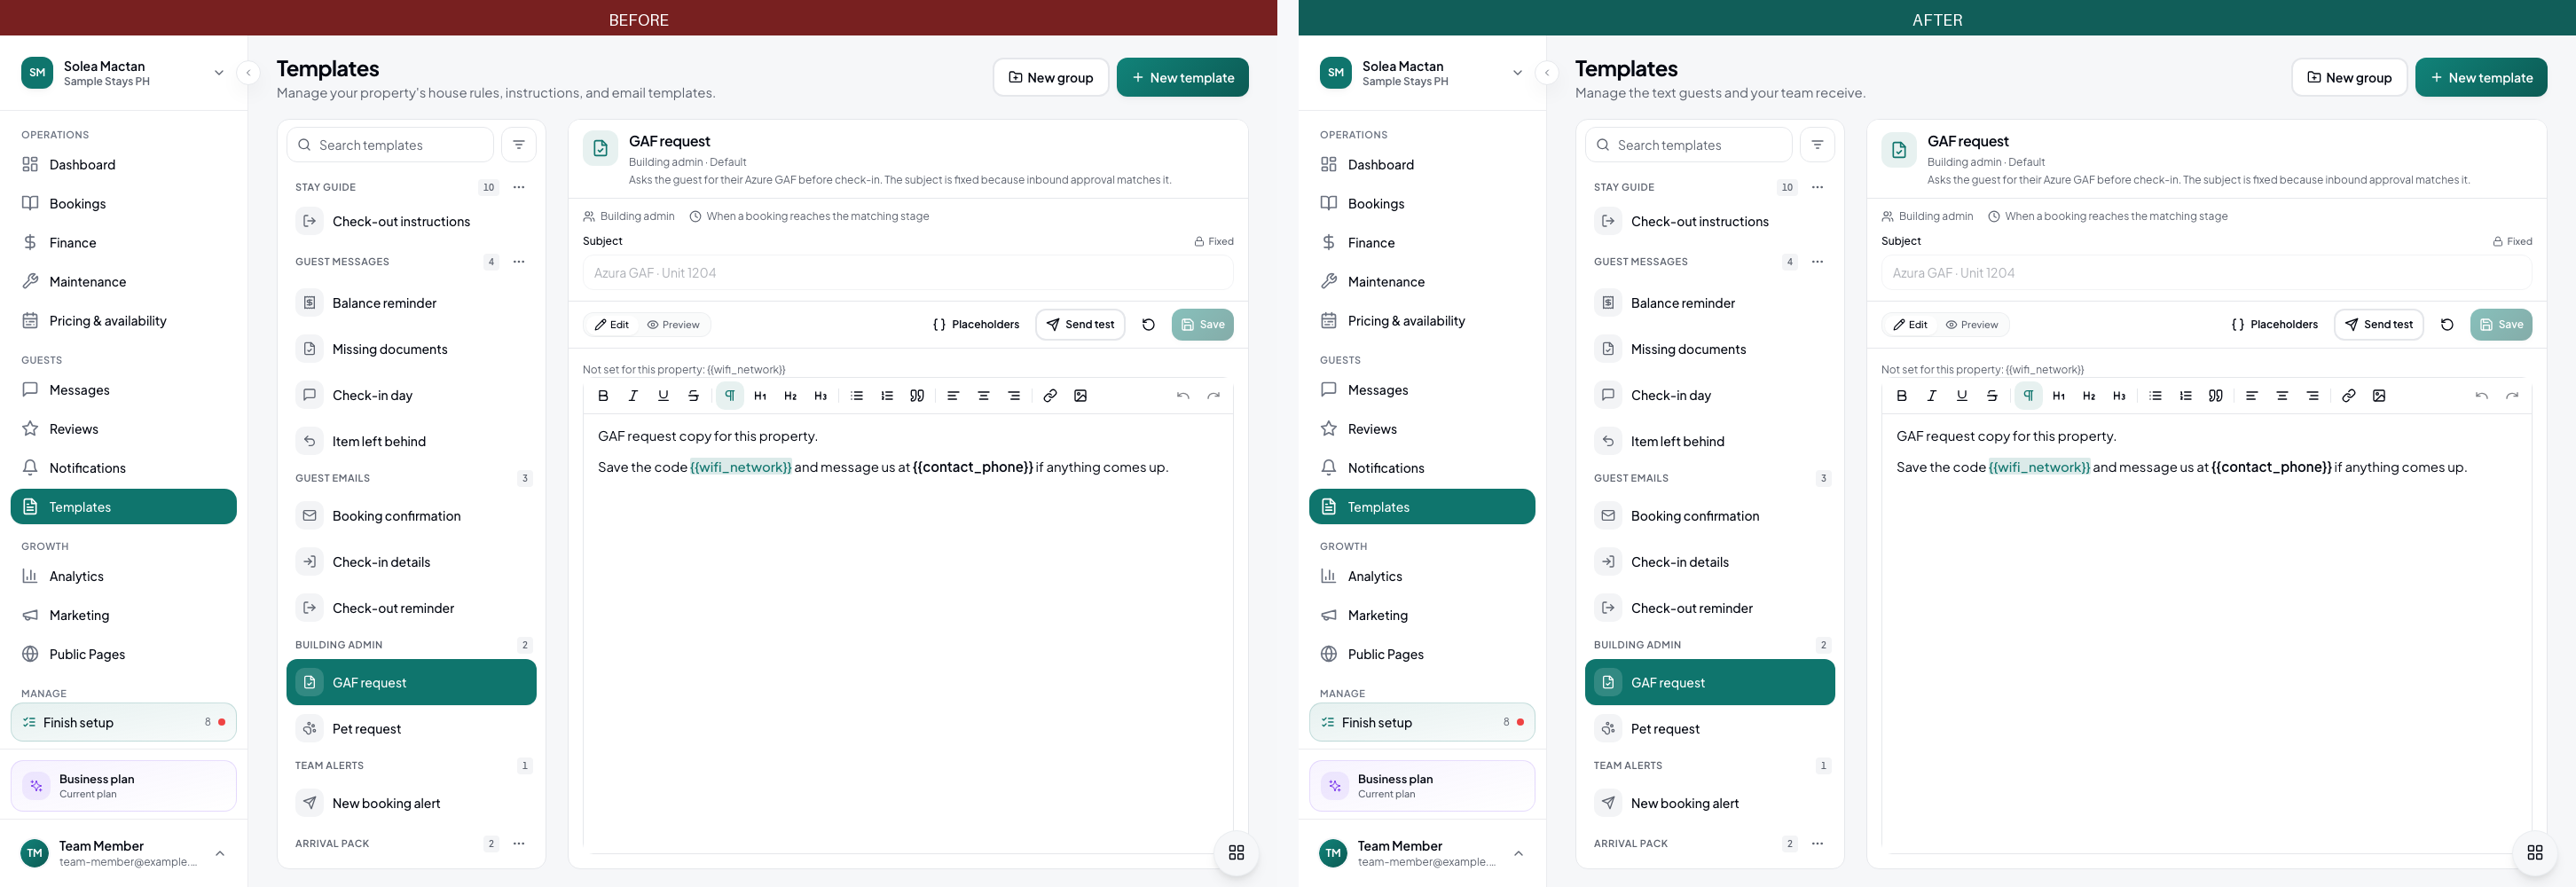 BEFORE
SM
Solea Mactan
Sample Stays PH
OPERATIONS
Dashboard
Bookings
Finance
Maintenance
Pricing & availability
GUESTS
Messages
Reviews
Notifications
Templates
GROWTH
Analytics
Marketing
Public Pages
MANAGE
Finish setup 8
Business plan
Current plan
TM
Team Member
team-member@example....
Templates
Manage your property's house rules, instructions, and email templates.
New group
New template
Search templates
STAY GUIDE 10
Check-out instructions
GUEST MESSAGES 4
Balance reminder
Missing documents
Check-in day
Item left behind
GUEST EMAILS 3
Booking confirmation
Check-in details
Check-out reminder
BUILDING ADMIN 2
GAF request
Pet request
TEAM ALERTS 1
New booking alert
ARRIVAL PACK 2
GAF request
Building admin · Default
Asks the guest for their Azure GAF before check-in. The subject is fixed because inbound approval matches it.
Building admin When a booking reaches the matching stage
Subject Fixed
Azura GAF · Unit 1204
Edit Preview { } Placeholders Send test Save
Not set for this property: {{wifi_network}}
B I U S ¶ H1 H2 H3
GAF request copy for this property.
Save the code {{wifi_network}} and message us at {{contact_phone}} if anything comes up.
AFTER
SM
Solea Mactan
Sample Stays PH
OPERATIONS
Dashboard
Bookings
Finance
Maintenance
Pricing & availability
GUESTS
Messages
Reviews
Notifications
Templates
GROWTH
Analytics
Marketing
Public Pages
MANAGE
Finish setup 8
Business plan
Current plan
TM
Team Member
team-member@example....
Templates
Manage the text guests and your team receive.
New group
New template
Search templates
STAY GUIDE 10
Check-out instructions
GUEST MESSAGES 4
Balance reminder
Missing documents
Check-in day
Item left behind
GUEST EMAILS 3
Booking confirmation
Check-in details
Check-out reminder
BUILDING ADMIN 2
GAF request
Pet request
TEAM ALERTS 1
New booking alert
ARRIVAL PACK 2
GAF request
Building admin · Default
Asks the guest for their Azure GAF before check-in. The subject is fixed because inbound approval matches it.
Building admin When a booking reaches the matching stage
Subject Fixed
Azura GAF · Unit 1204
Edit Preview { } Placeholders Send test Save
Not set for this property: {{wifi_network}}
B I U S ¶ H1 H2 H3
GAF request copy for this property.
Save the code {{wifi_network}} and message us at {{contact_phone}} if anything comes up.